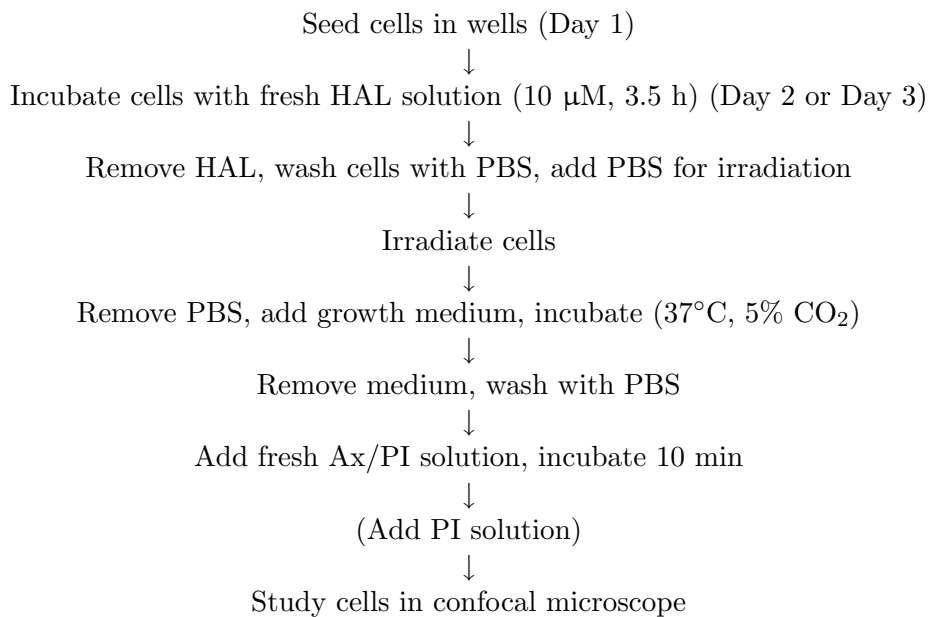 Seed cells in wells (Day 1)
↓
Incubate cells with fresh HAL solution (10 μM, 3.5 h) (Day 2 or Day 3)
↓
Remove HAL, wash cells with PBS, add PBS for irradiation
↓
Irradiate cells
↓
Remove PBS, add growth medium, incubate (37°C, 5% CO₂)
↓
Remove medium, wash with PBS
↓
Add fresh Ax/PI solution, incubate 10 min
↓
(Add PI solution)
↓
Study cells in confocal microscope